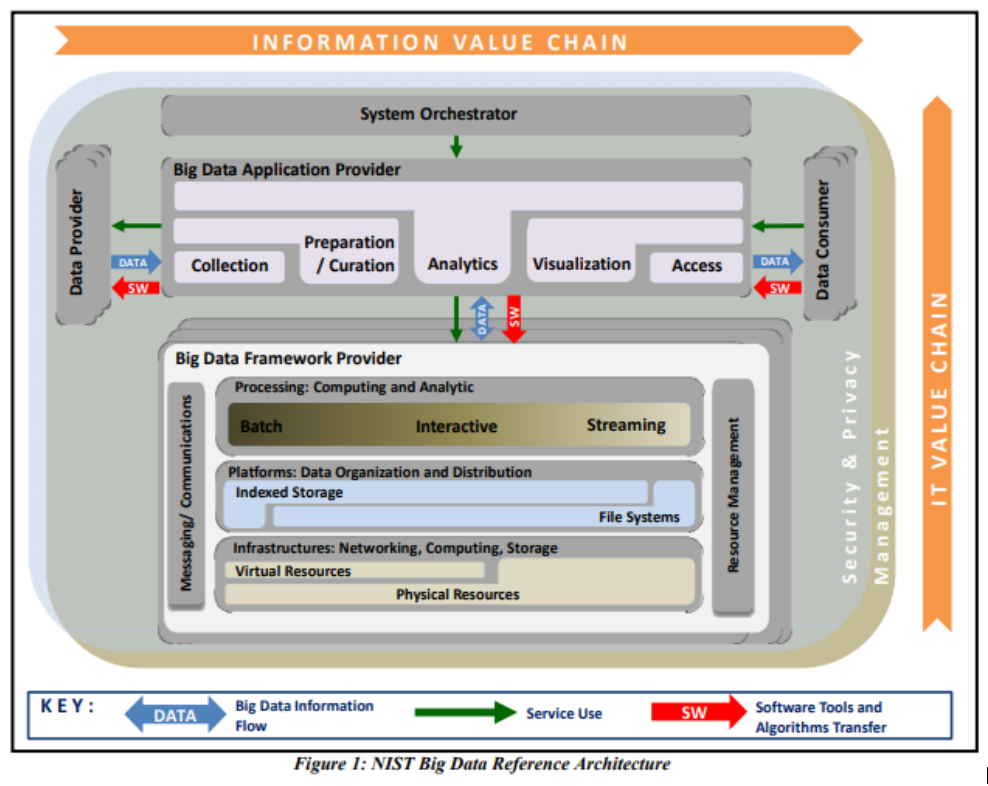 INFORMATION VALUE CHAIN
System Orchestrator
Big Data Application Provider
Data Provider
DATA
SW
Collection
Preparation
/ Curation
Analytics
Visualization
Access
DATA
SW
Data Consumer
DATA
SW
Big Data Framework Provider
Messaging/ Communications
Processing: Computing and Analytic
Batch
Interactive
Streaming
Platforms: Data Organization and Distribution
Indexed Storage
File Systems
Infrastructures: Networking, Computing, Storage
Virtual Resources
Physical Resources
Resource Management
Security & Privacy
Management
IT VALUE CHAIN
KEY:
DATA
Big Data Information
Flow
Service Use
SW
Software Tools and
Algorithms Transfer
Figure 1: NIST Big Data Reference Architecture